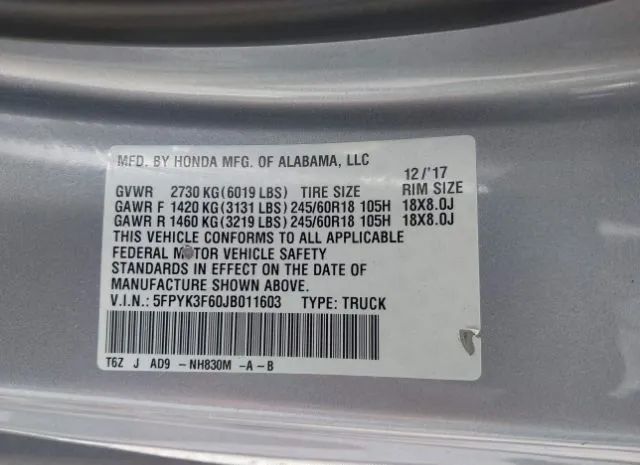 MFD. BY HONDA MFG. OF ALABAMA, LLC 12/'17
GVWR 2730 KG(6019 LBS) TIRE SIZE RIM SIZE
GAWR F 1420 KG(3131 LBS)245/60R18 105H 18X8.0J
GAWR R 1460 KG(3219 LBS)245/60R18 105H 18X8.0J
THIS VEHICLE CONFORMS TO ALL APPLICABLE
FEDERAL MOTOR VEHICLE SAFETY
STANDARDS IN EFFECT ON THE DATE OF
MANUFACTURE SHOWN ABOVE.
V.I.N.: 5FPYK3F60JB011603 TYPE: TRUCK
T6Z J AD9 -NH830M -A-B